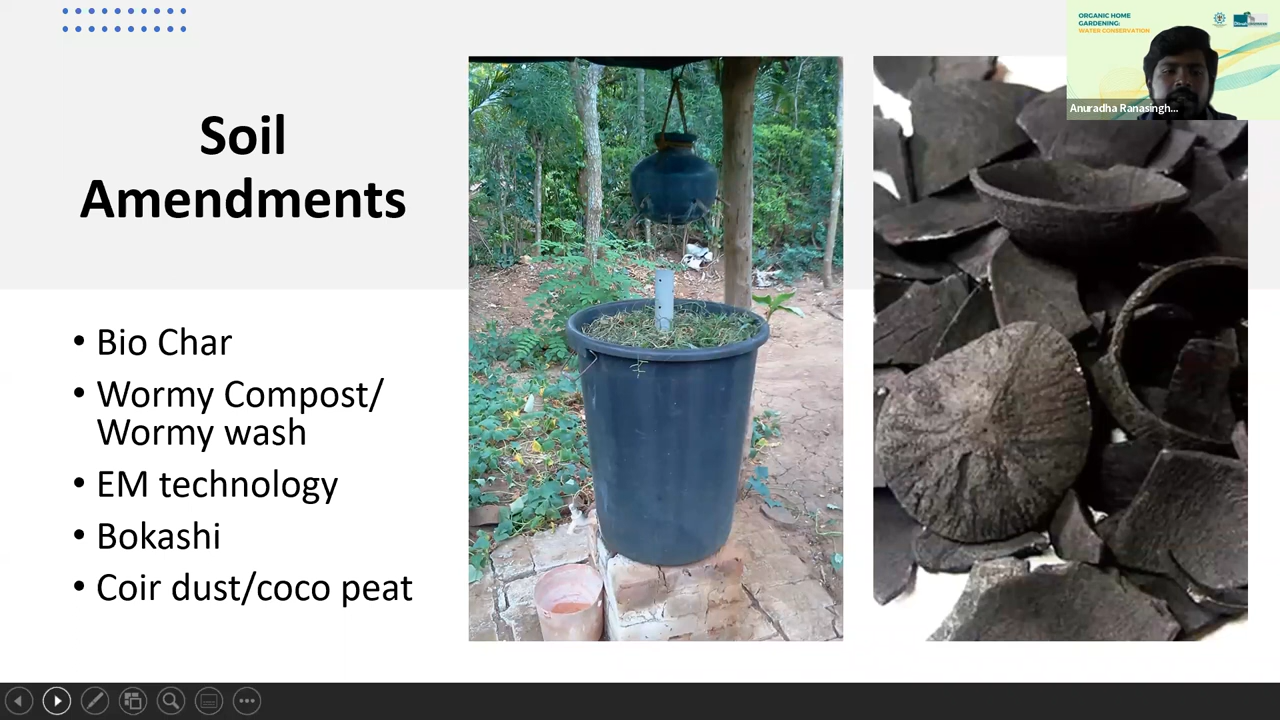 Soil
Amendments
• Bio Char
• Wormy Compost/
Wormy wash
• EM technology
• Bokashi
• Coir dust/coco peat
ORGANIC HOME
GARDENING:
WATER CONSERVATION
Anuradha Ranasingh...